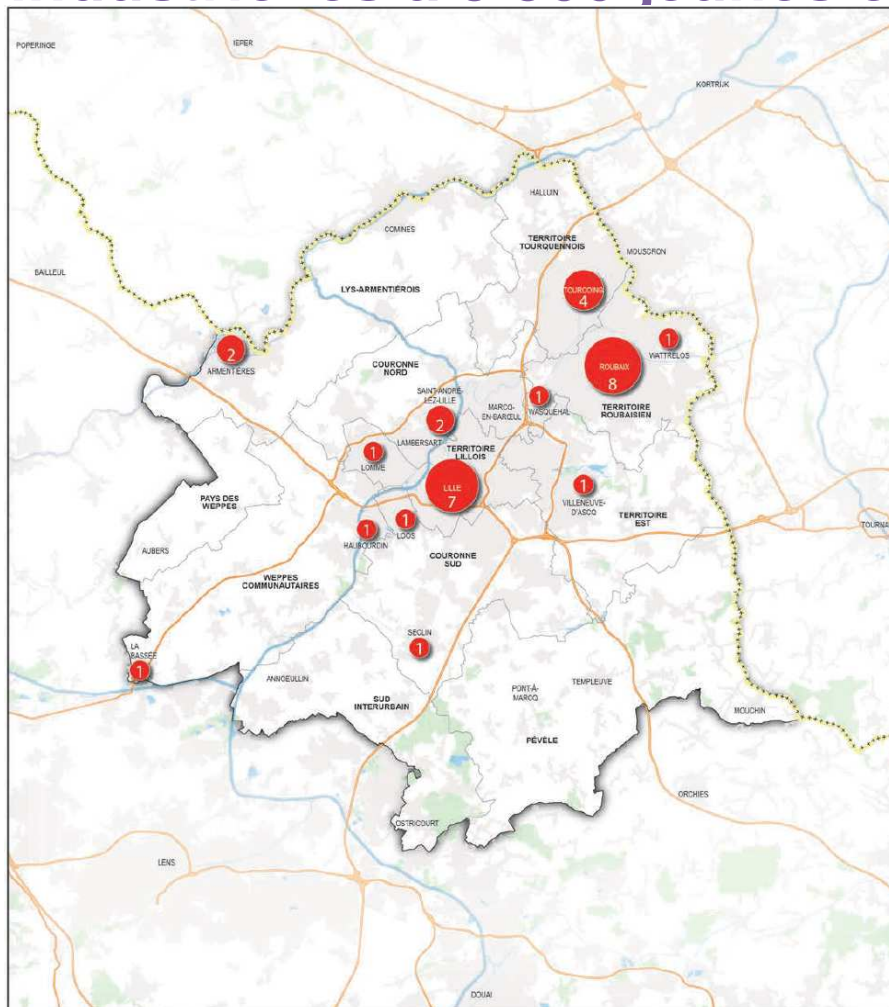 POPERINGE
IEPER
KORTRIJK
HALLUIN
COMINES
TERRITOIRE
TOURQUENNOIS
MOUSCRON
BAILLEUL
LYS-ARMENTIÉROIS
TOURCOING
4
2
ARMENTIÈRES
1
WATTRELOS
COURONNE
NORD
ROUBAIX
8
SAINT-ANDRÉ-
LEZ-LILLE
2
MARCQ-
EN-BARŒUL
1
WASQUEHAL
TERRITOIRE
ROUBAISIEN
LAMBERSART
TERRITOIRE
LILLOIS
1
LOMME
LILLE
7
1
VILLENEUVE-
D'ASCQ
PAYS DES
WEPPES
TERRITOIRE
EST
TOURNA
1
HAUBOURDIN
1
LOOS
AUBERS
COURONNE
SUD
WEPPES
COMMUNAUTAIRES
LA
BASSÉE
1
SECLIN
1
ANNOEULLIN
SUD
INTERURBAIN
PONT-À-
MARCQ
TEMPLEUVE
MOUCHIN
PÉVÈLE
ORCHIES
OSTRICOURT
LENS
DOUAI